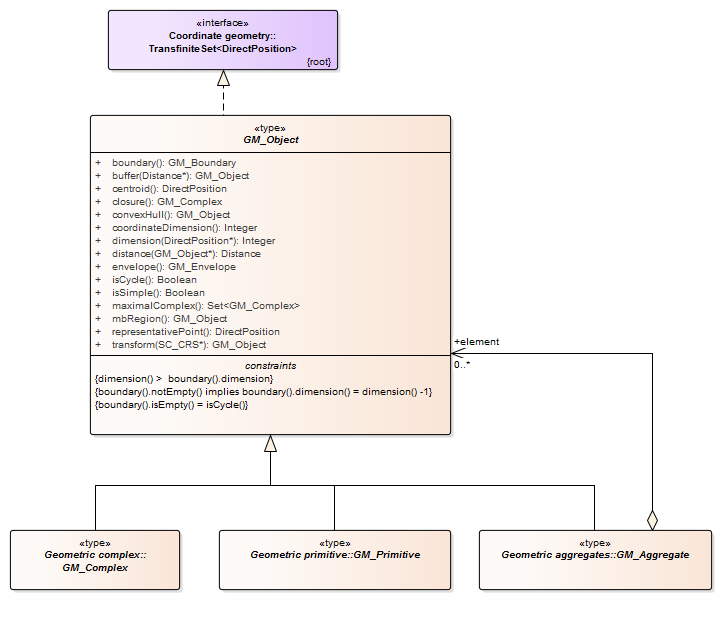 «interface»
Coordinate geometry::
TransfiniteSet<DirectPosition>
{root}
«type»
GM_Object
+ boundary(): GM_Boundary
+ buffer(Distance*): GM_Object
+ centroid(): DirectPosition
+ closure(): GM_Complex
+ convexHull(): GM_Object
+ coordinateDimension(): Integer
+ dimension(DirectPosition*): Integer
+ distance(GM_Object*): Distance
+ envelope(): GM_Envelope
+ isCycle(): Boolean
+ isSimple(): Boolean
+ maximalComplex(): Set<GM_Complex>
+ mbRegion(): GM_Object
+ representativePoint(): DirectPosition
+ transform(SC_CRS*): GM_Object
constraints
{dimension() > boundary().dimension}
{boundary().notEmpty() implies boundary().dimension() = dimension() -1}
{boundary().isEmpty() = isCycle()}
+element
0..*
«type»
Geometric complex::
GM_Complex
«type»
Geometric primitive::GM_Primitive
«type»
Geometric aggregates::GM_Aggregate